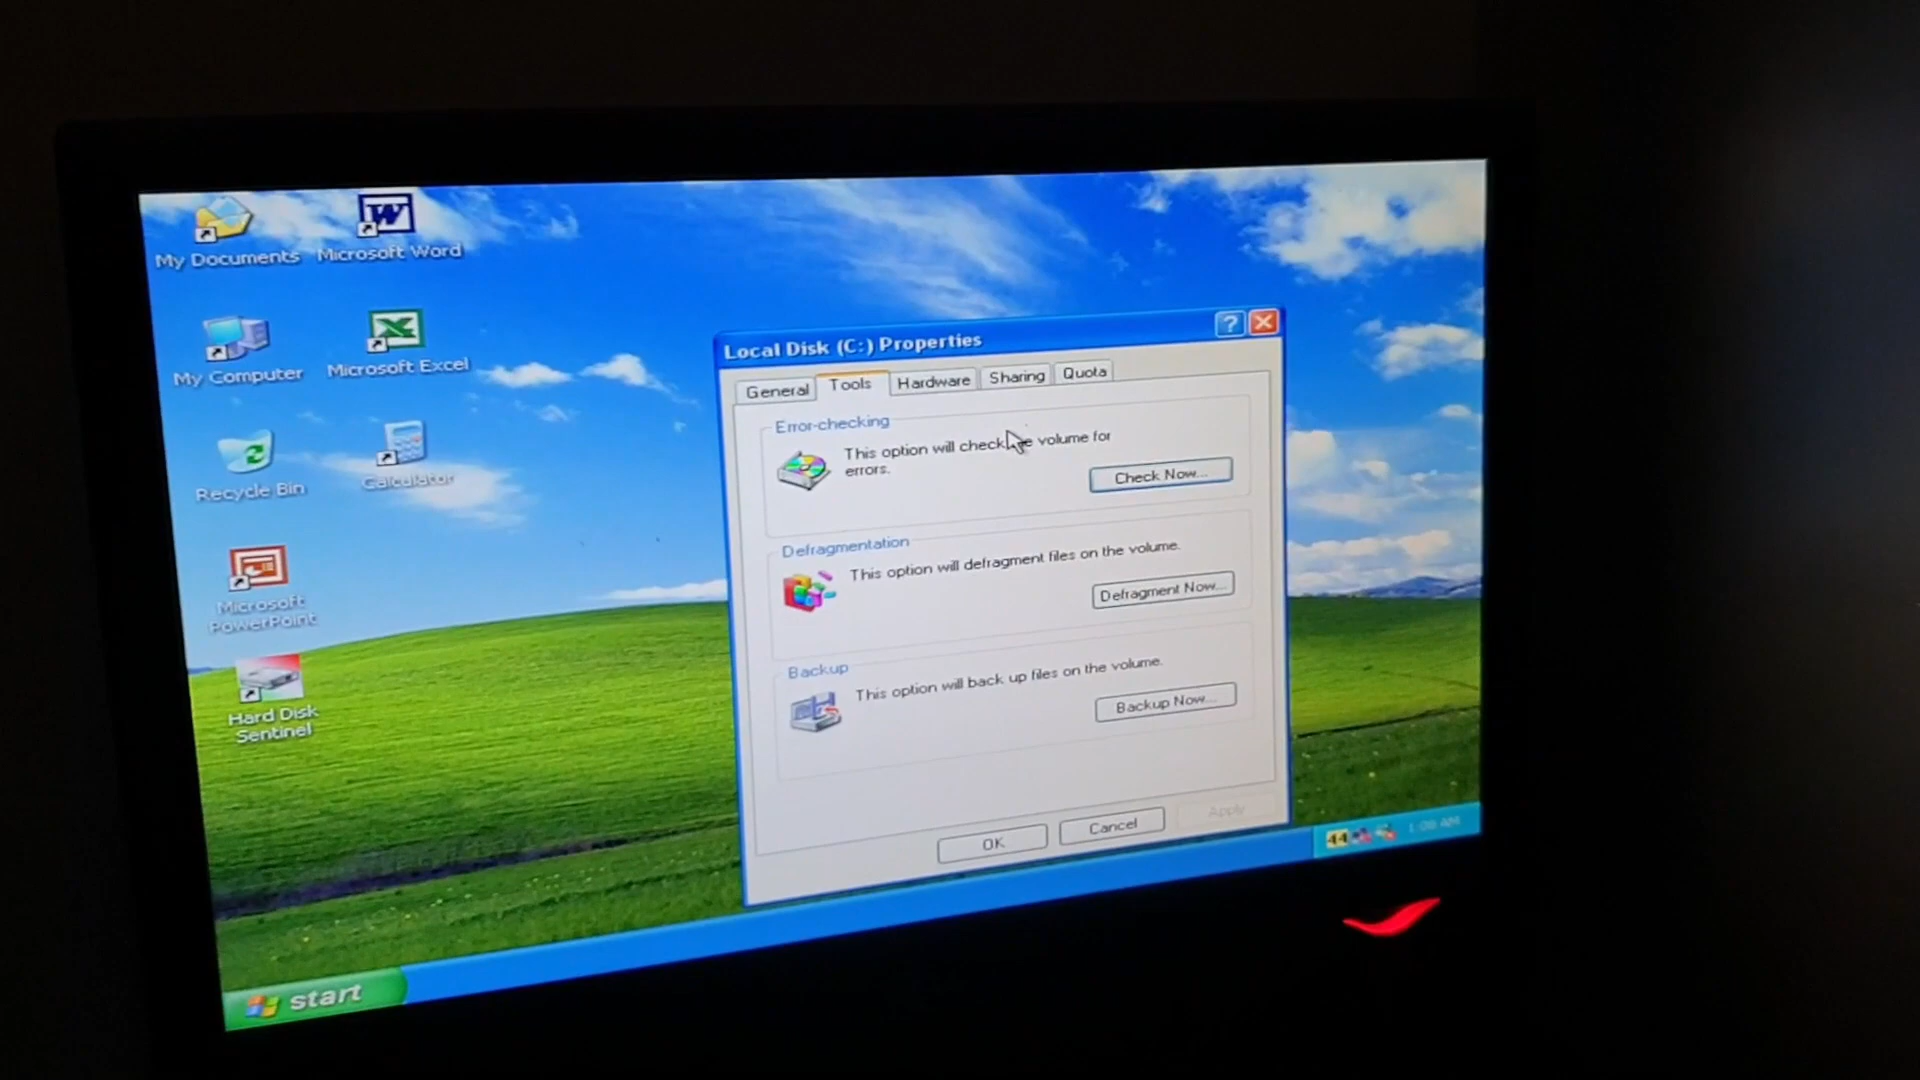 My Documents
Microsoft Word
My Computer
Microsoft Excel
Recycle Bin
Calculator
Microsoft
PowerPoint
Hard Disk
Sentinel
Local Disk (C:) Properties
General
Tools
Hardware
Sharing
Quota
Error-checking
This option will check the volume for
errors.
Check Now...
Defragmentation
This option will defragment files on the volume.
Defragment Now...
Backup
This option will back up files on the volume.
Backup Now...
OK
Cancel
Apply
start
44